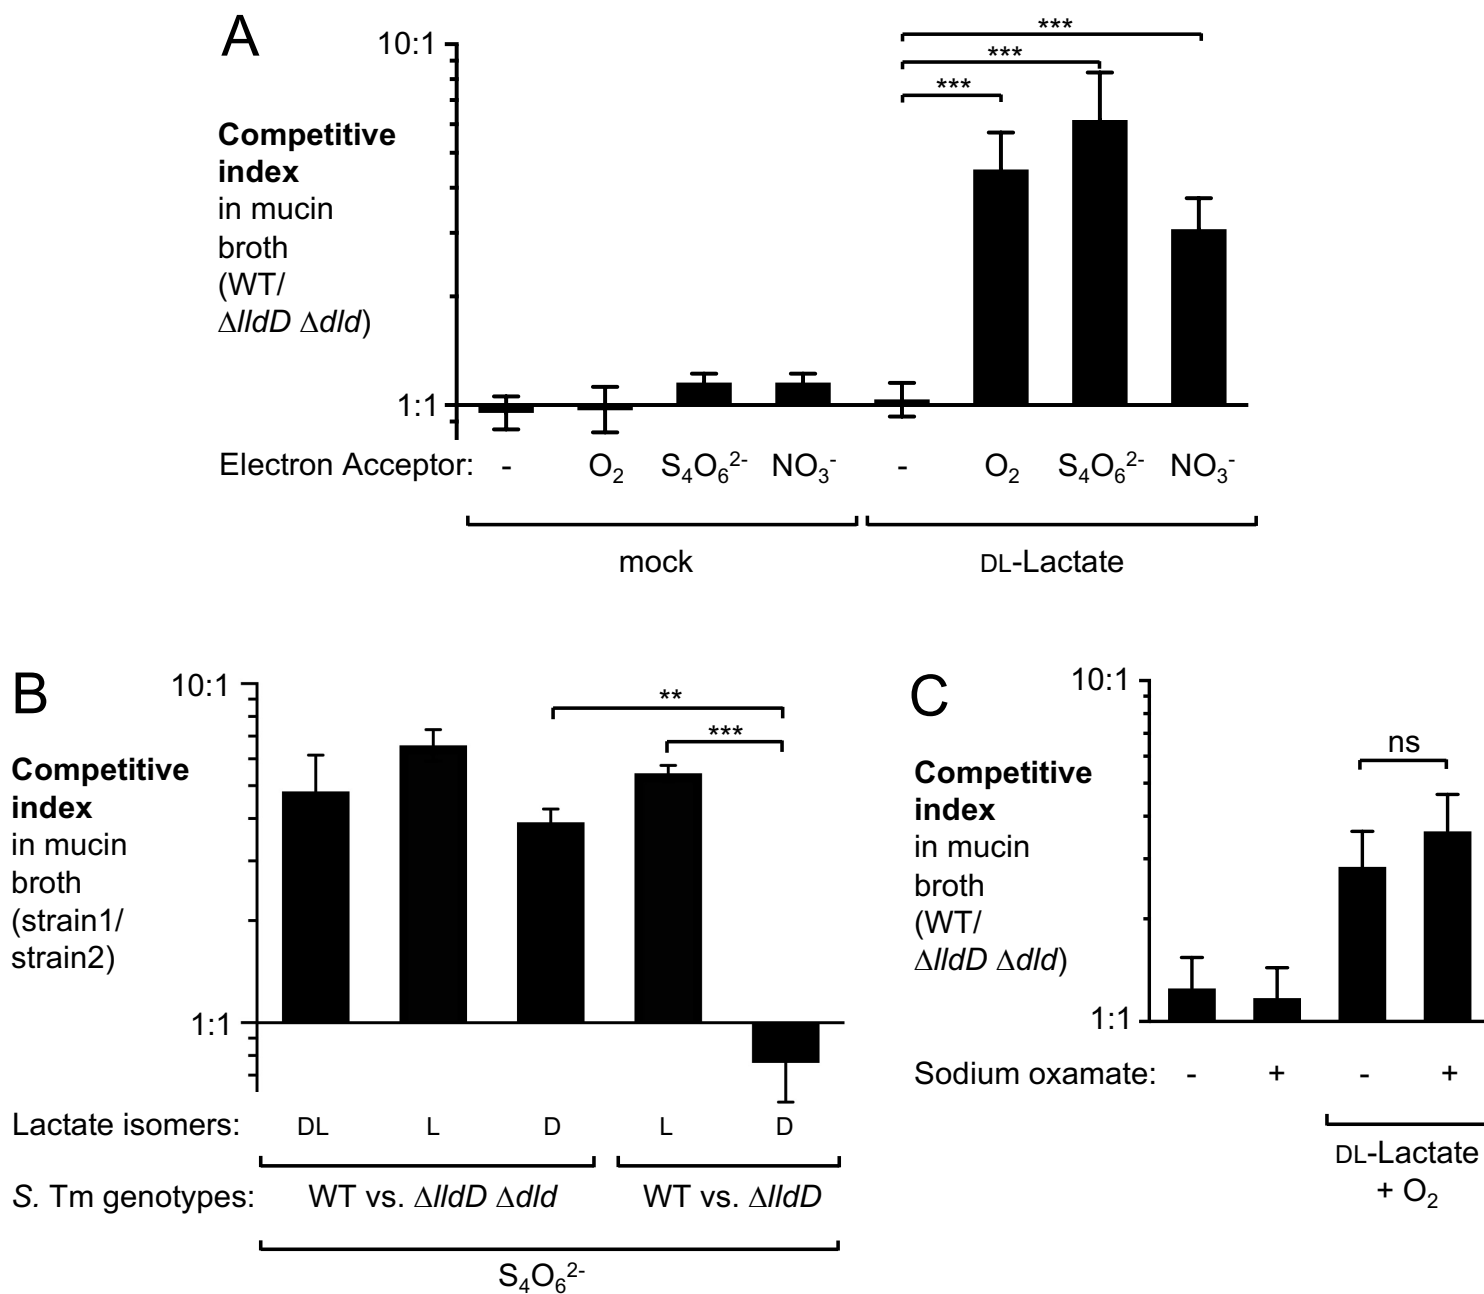 A
10:1
***
***
***
Competitive
index
in mucin
broth
(WT/
ΔlldD Δdld)
1:1
Electron Acceptor: - O₂ S₄O₆²⁻ NO₃⁻ - O₂ S₄O₆²⁻ NO₃⁻
mock DL-Lactate
B
10:1
**
***
Competitive
index
in mucin
broth
(strain1/
strain2)
1:1
Lactate isomers: DL L D L D
S. Tm genotypes: WT vs. ΔlldD Δdld WT vs. ΔlldD
S₄O₆²⁻
C
10:1
ns
Competitive
index
in mucin
broth
(WT/
ΔlldD Δdld)
1:1
Sodium oxamate: - + - +
DL-Lactate
+ O₂